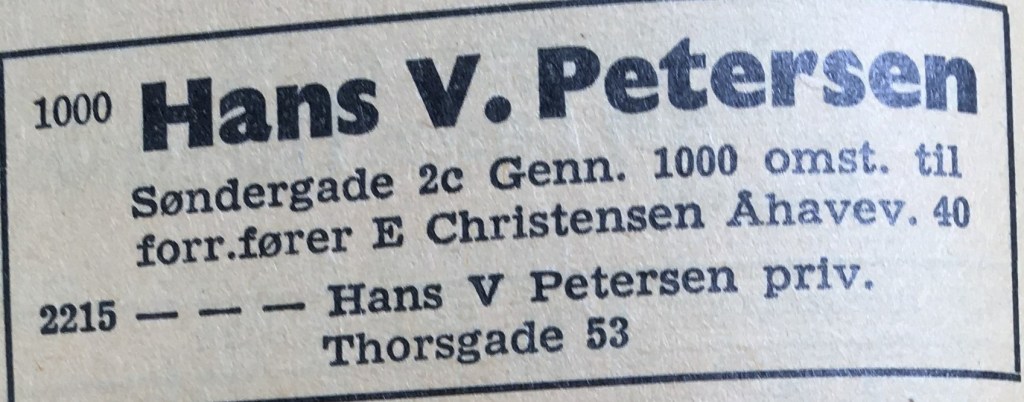 1000 Hans V. Petersen
Søndergade 2c Genn. 1000 omst. til
forr.fører E Christensen Åhavev. 40
2215 — — — Hans V Petersen priv.
Thorsgade 53